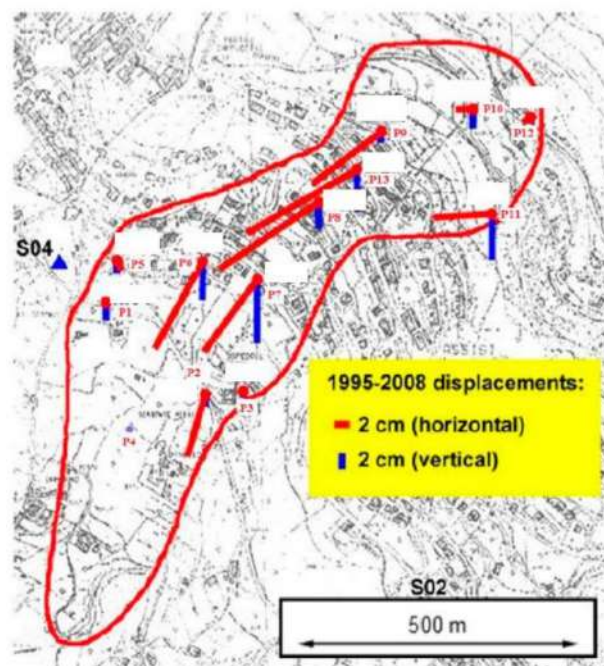 P10
P12
P9
P13
P8
P11
S04
P5
P6
P7
P1
P2
P3
P4
ASSISI
1995-2008 displacements:
2 cm (horizontal)
2 cm (vertical)
S02
500 m